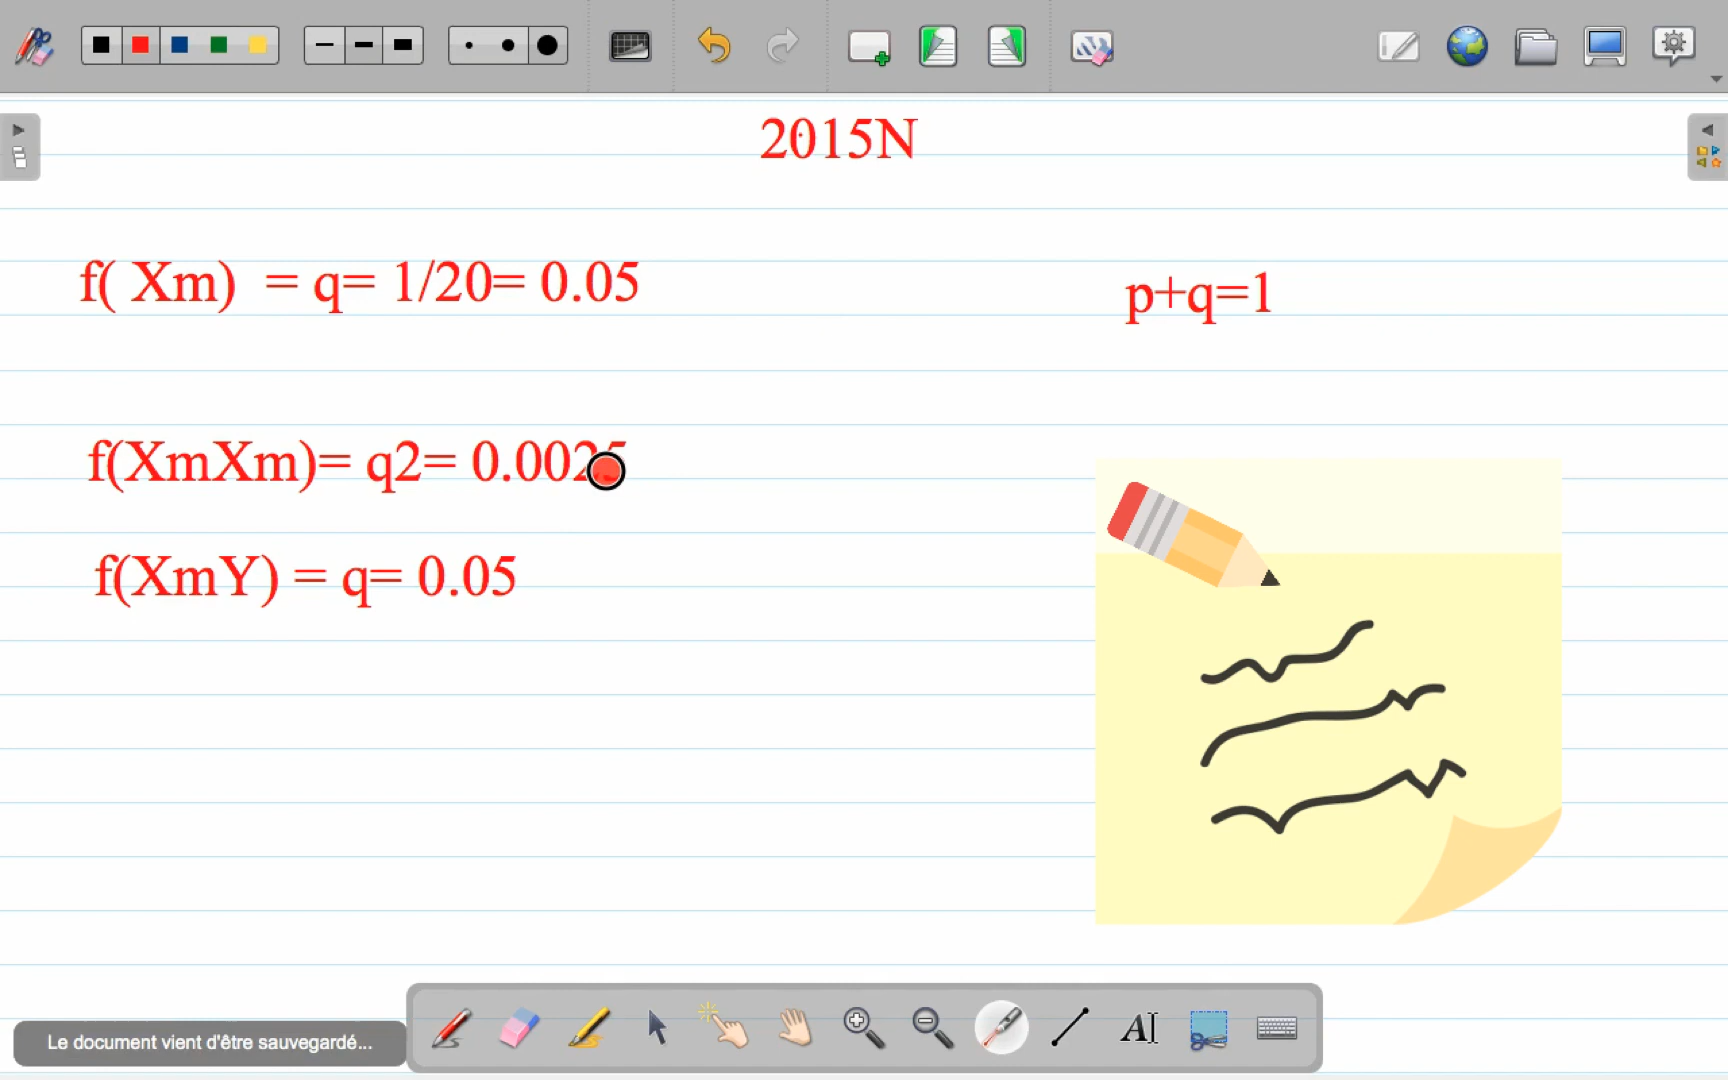 2015N
f( Xm) = q= 1/20= 0.05
p+q=1
f(XmXm)= q2= 0.0025
f(XmY) = q= 0.05
Le document vient d'être sauvegardé...